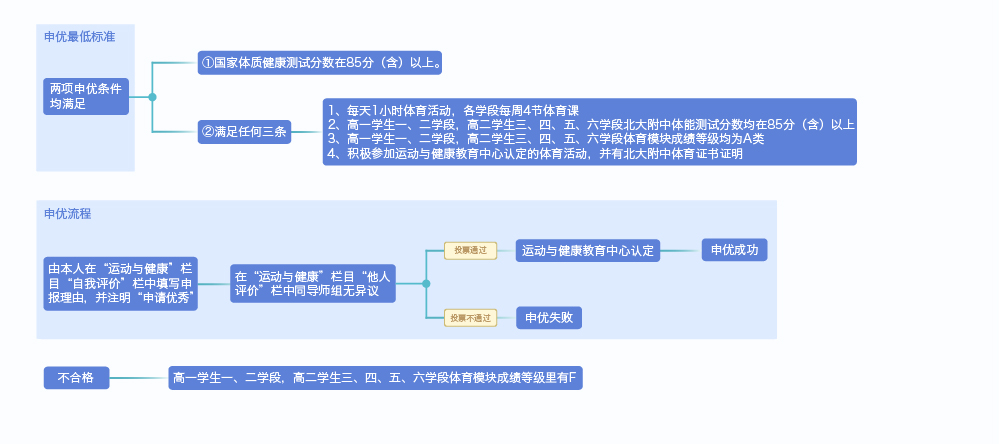 申优最低标准
两项申优条件
均满足
①国家体质健康测试分数在85分（含）以上。
②满足任何三条
1、每天1小时体育活动，各学段每周4节体育课
2、高一学生一、二学段，高二学生三、四、五、六学段北大附中体能测试分数均在85分（含）以上
3、高一学生一、二学段，高二学生三、四、五、六学段体育模块成绩等级均为A类
4、积极参加运动与健康教育中心认定的体育活动，并有北大附中体育证书证明
申优流程
由本人在“运动与健康”栏
目“自我评价”栏中填写申
报理由，并注明“申请优秀”
在“运动与健康”栏目“他人
评价”栏中同导师组无异议
投票通过
运动与健康教育中心认定
申优成功
投票不通过
申优失败
不合格
高一学生一、二学段，高二学生三、四、五、六学段体育模块成绩等级里有F